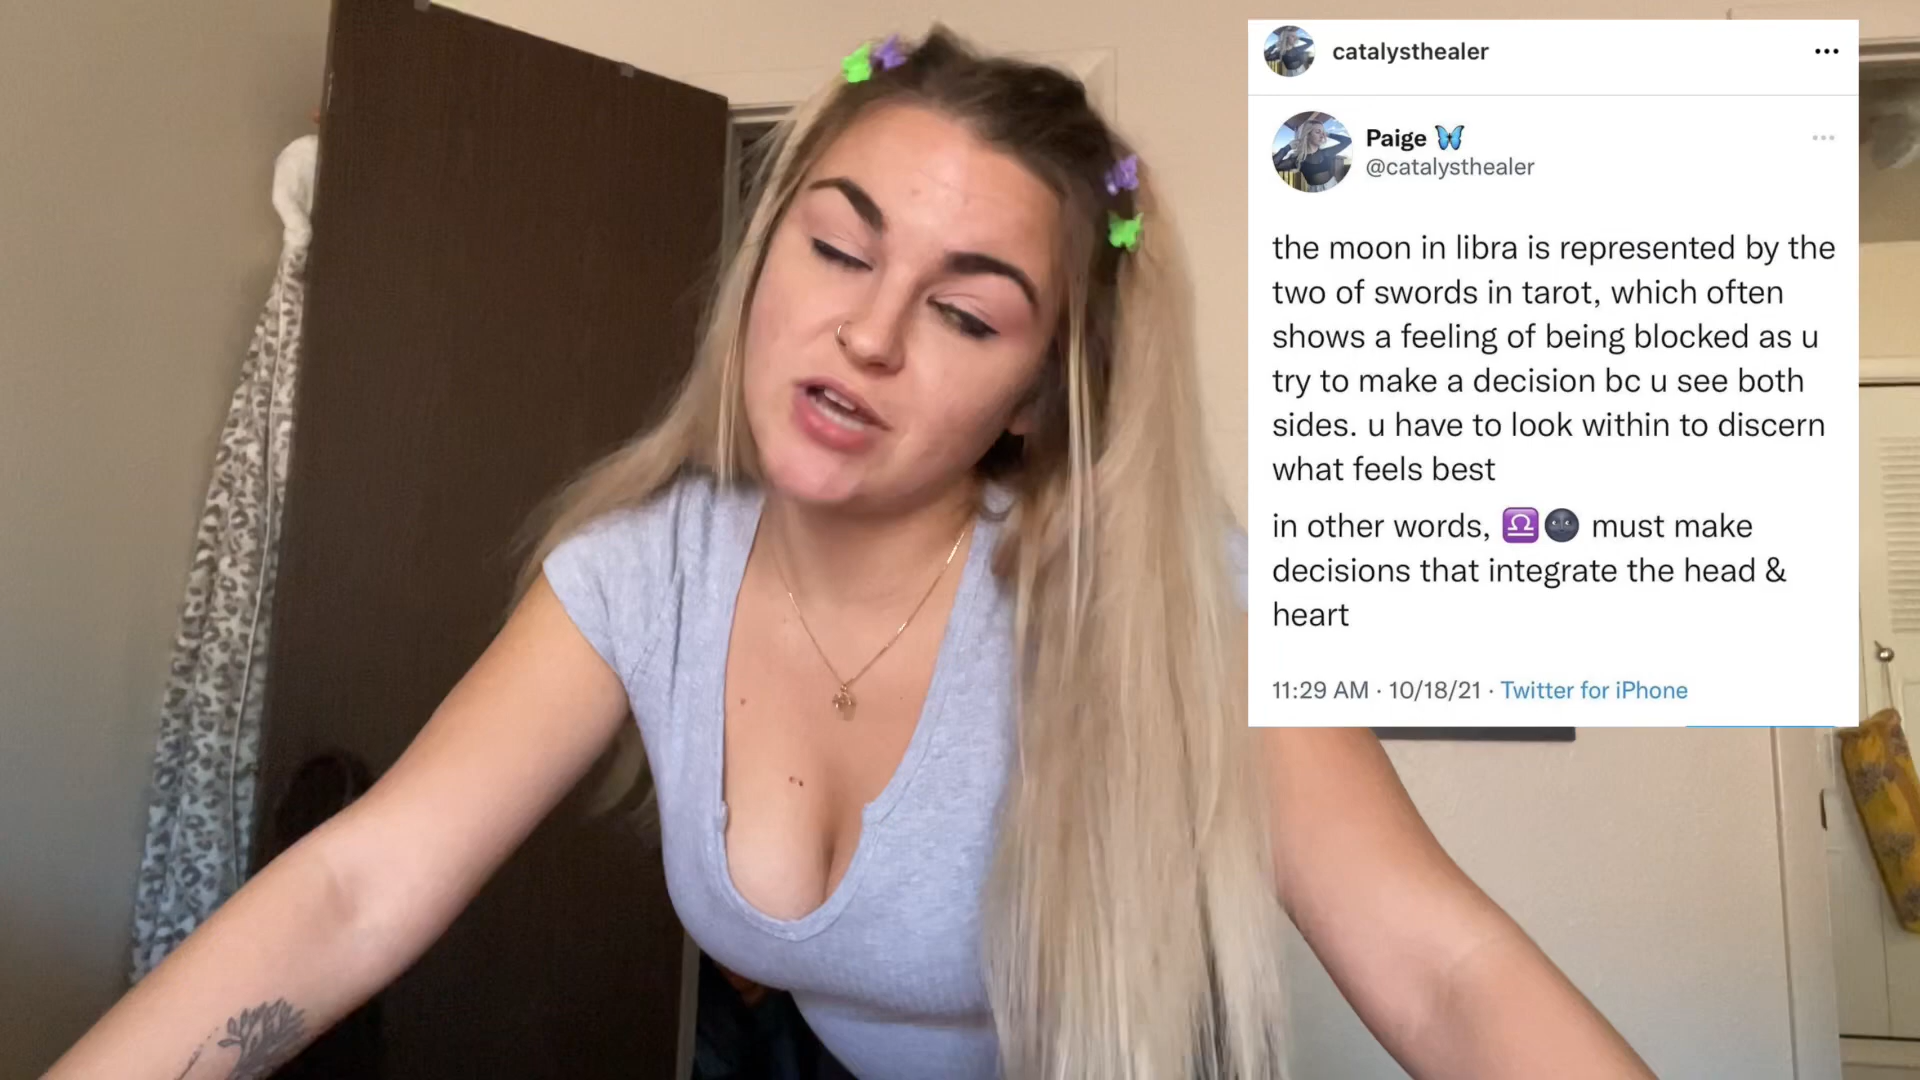 catalysthealer
Paige 🦋
@catalysthealer
the moon in libra is represented by the
two of swords in tarot, which often
shows a feeling of being blocked as u
try to make a decision bc u see both
sides. u have to look within to discern
what feels best
in other words, ♎🌚 must make
decisions that integrate the head &
heart
11:29 AM · 10/18/21 · Twitter for iPhone